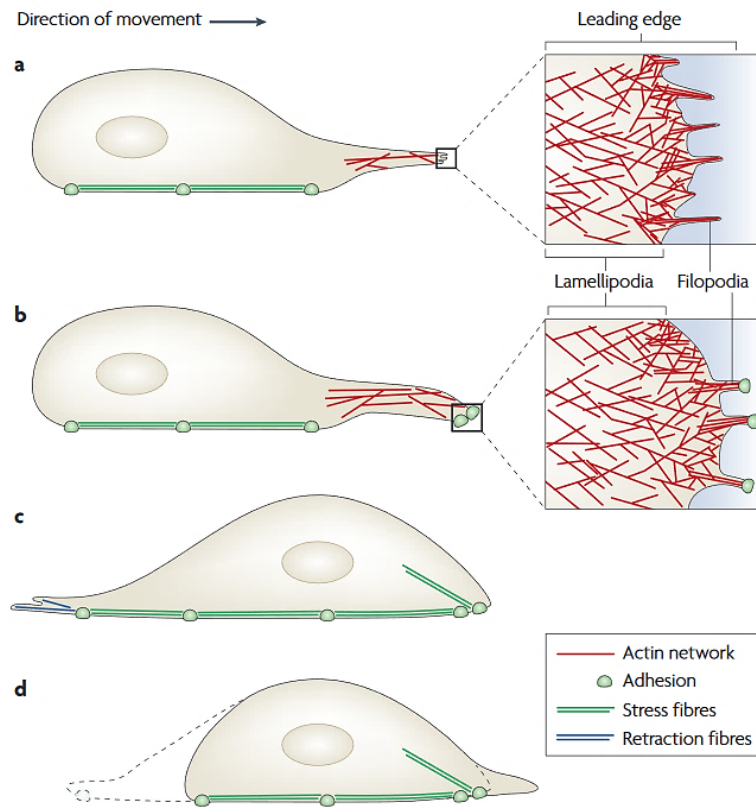 Direction of movement
Leading edge
a
Lamellipodia
Filopodia
b
c
d
Actin network
Adhesion
Stress fibres
Retraction fibres